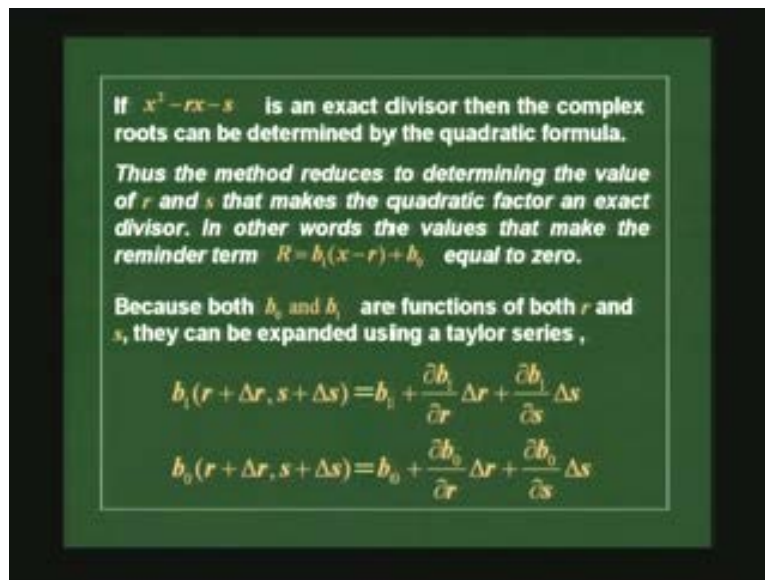 If x² - rx - s is an exact divisor then the complex
roots can be determined by the quadratic formula.
Thus the method reduces to determining the value
of r and s that makes the quadratic factor an exact
divisor. In other words the values that make the
reminder term R = b₁(x - r) + b₀ equal to zero.
Because both b₀ and b₁ are functions of both r and
s, they can be expanded using a taylor series ,
b₁(r + Δr, s + Δs) = b₁ + ∂b₁/∂r Δr + ∂b₁/∂s Δs
b₀(r + Δr, s + Δs) = b₀ + ∂b₀/∂r Δr + ∂b₀/∂s Δs